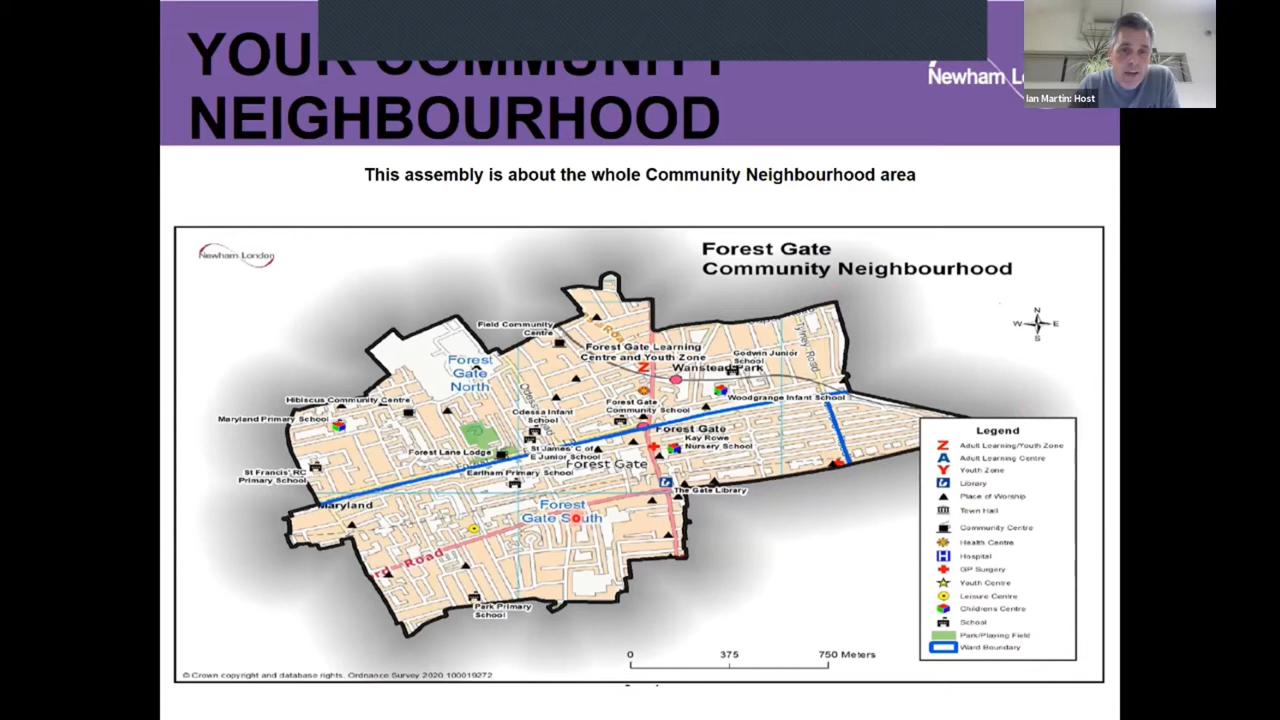 YOUR COMMUNITY
NEIGHBOURHOOD
Newham Lo
Ian Martin: Host
This assembly is about the whole Community Neighbourhood area
Newham London
Forest Gate
Community Neighbourhood
N
W
E
S
Field Community
Centre
Forest Gate Learning
Centre and Youth Zone
Godwin Junior
School
Wanstead Park
Forest
Gate
North
Hibiscus Community Centre
Woodgrange Infant School
Maryland Primary School
Odessa Infant
School
Forest Gate
Community School
Forest Gate
Kay Rowe
Nursery School
Forest Lane Lodge
St James' C of
E Junior School
Forest Gate
St Francis' RC
Primary School
Earlham Primary School
The Gate Library
Maryland
Forest
Gate South
rd Road
Park Primary
School
Legend
Adult Learning/Youth Zone
Adult Learning Centre
Youth Zone
Library
Place of Worship
Town Hall
Community Centre
Health Centre
Hospital
GP Surgery
Youth Centre
Leisure Centre
Childrens Centre
School
Park/Playing Field
Ward Boundary
0 375 750 Meters
© Crown copyright and database rights. Ordnance Survey 2020 100019272